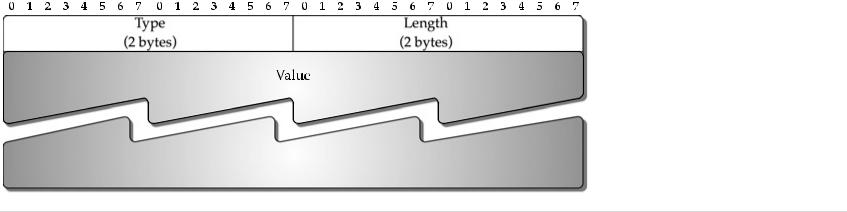 0 1 2 3 4 5 6 7 0 1 2 3 4 5 6 7 0 1 2 3 4 5 6 7 0 1 2 3 4 5 6 7
Type Length
(2 bytes) (2 bytes)
Value